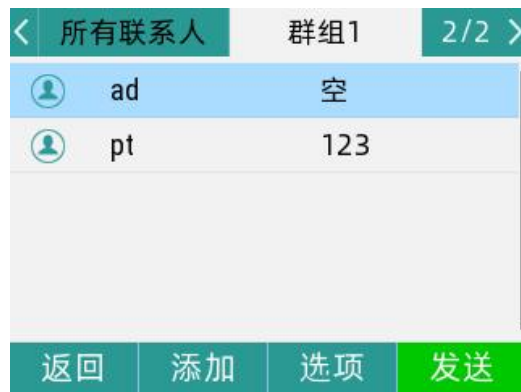 < 所有联系人 群组1 2/2 >
ad 空
pt 123
返回 添加 选项 发送